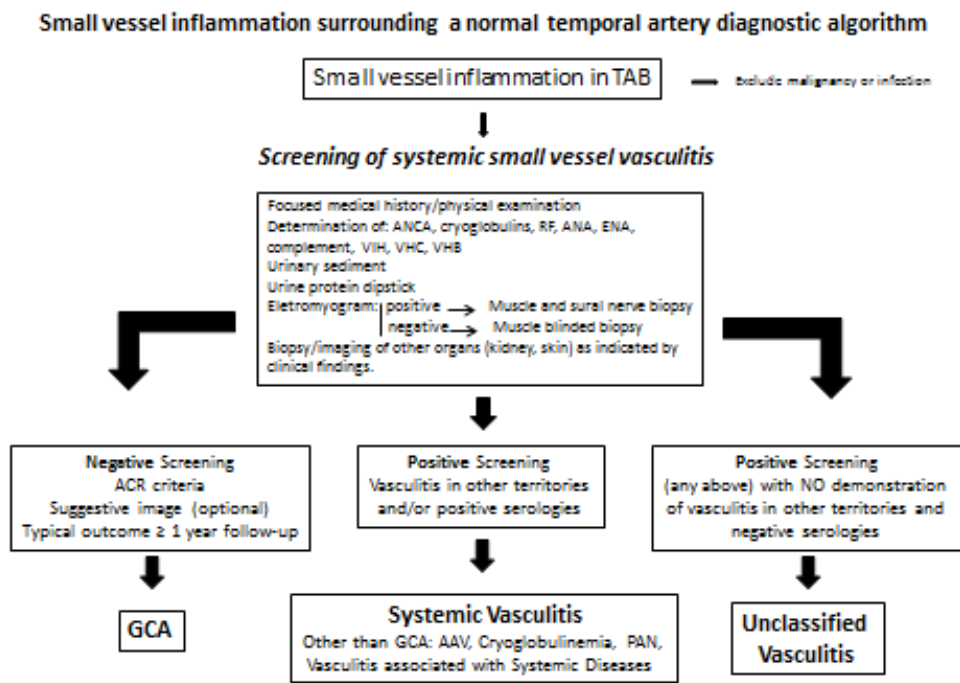 Small vessel inflammation surrounding a normal temporal artery diagnostic algorithm
Small vessel inflammation in TAB
Exclude malignancy or infection
Screening of systemic small vessel vasculitis
Focused medical history/physical examination
Determination of: ANCA, cryoglobulins, RF, ANA, ENA,
complement, VIH, VHC, VHB
Urinary sediment
Urine protein dipstick
Eletromyogram: positive Muscle and sural nerve biopsy
negative Muscle blinded biopsy
Biopsy/imaging of other organs (kidney, skin) as indicated by
clinical findings.
Negative Screening
ACR criteria
Suggestive image (optional)
Typical outcome ≥ 1 year follow-up
Positive Screening
Vasculitis in other territories
and/or positive serologies
Positive Screening
(any above) with NO demonstration
of vasculitis in other territories and
negative serologies
GCA
Systemic Vasculitis
Other than GCA: AAV, Cryoglobulinemia, PAN,
Vasculitis associated with Systemic Diseases
Unclassified
Vasculitis